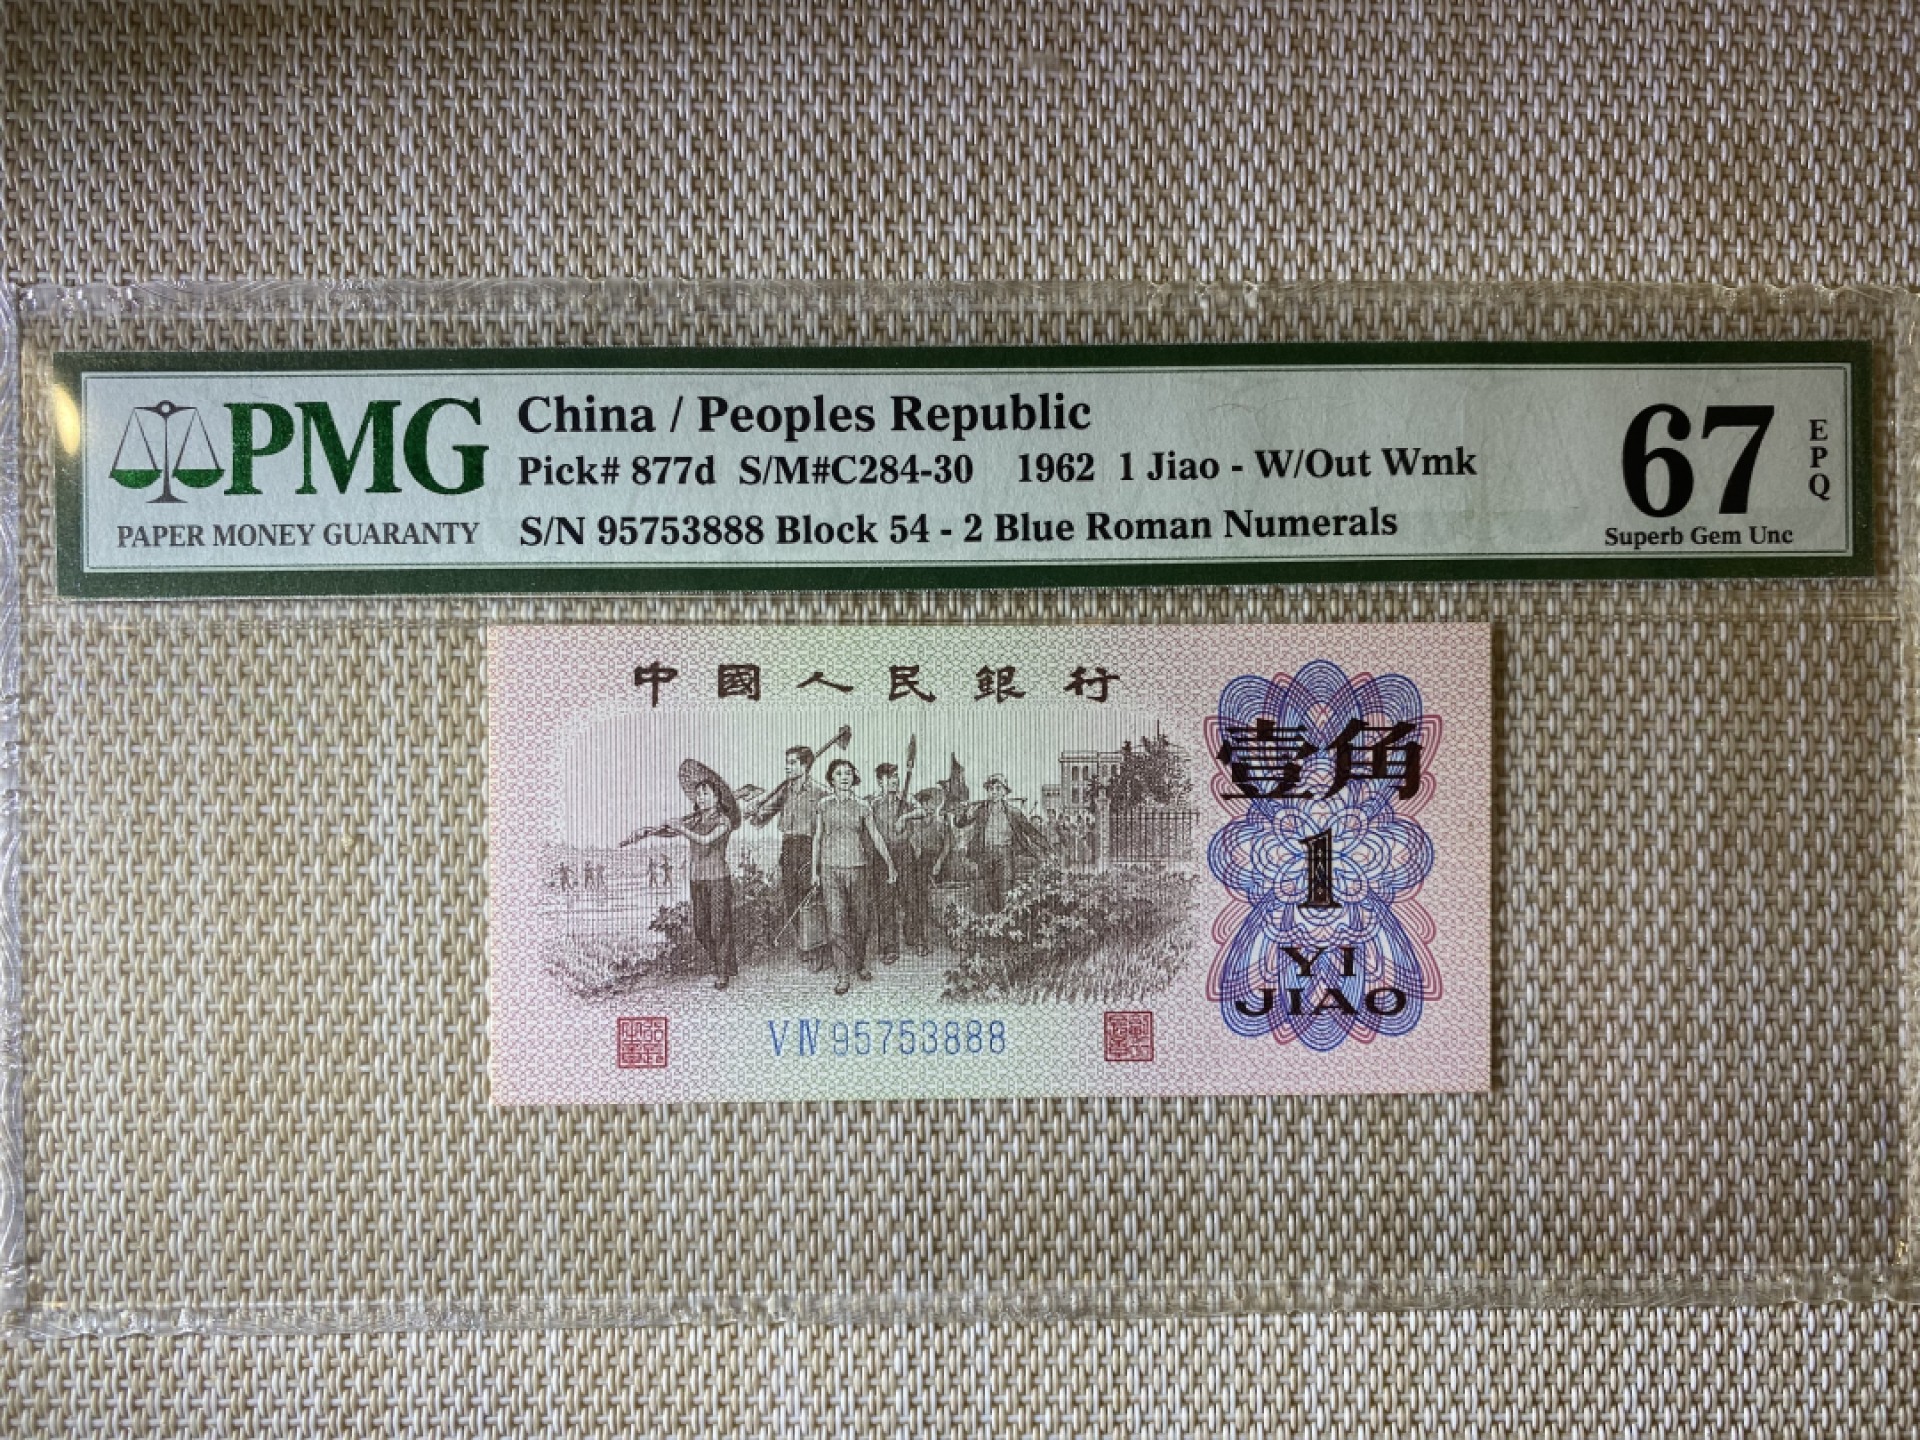 PMG
PAPER MONEY GUARANTY
China / Peoples Republic
Pick# 877d S/M#C284-30 1962 1 Jiao - W/Out Wmk
S/N 95753888 Block 54 - 2 Blue Roman Numerals
67
EPQ
Superb Gem Unc
中國人民銀行
壹角
1
YI
JIAO
V IV 95753888